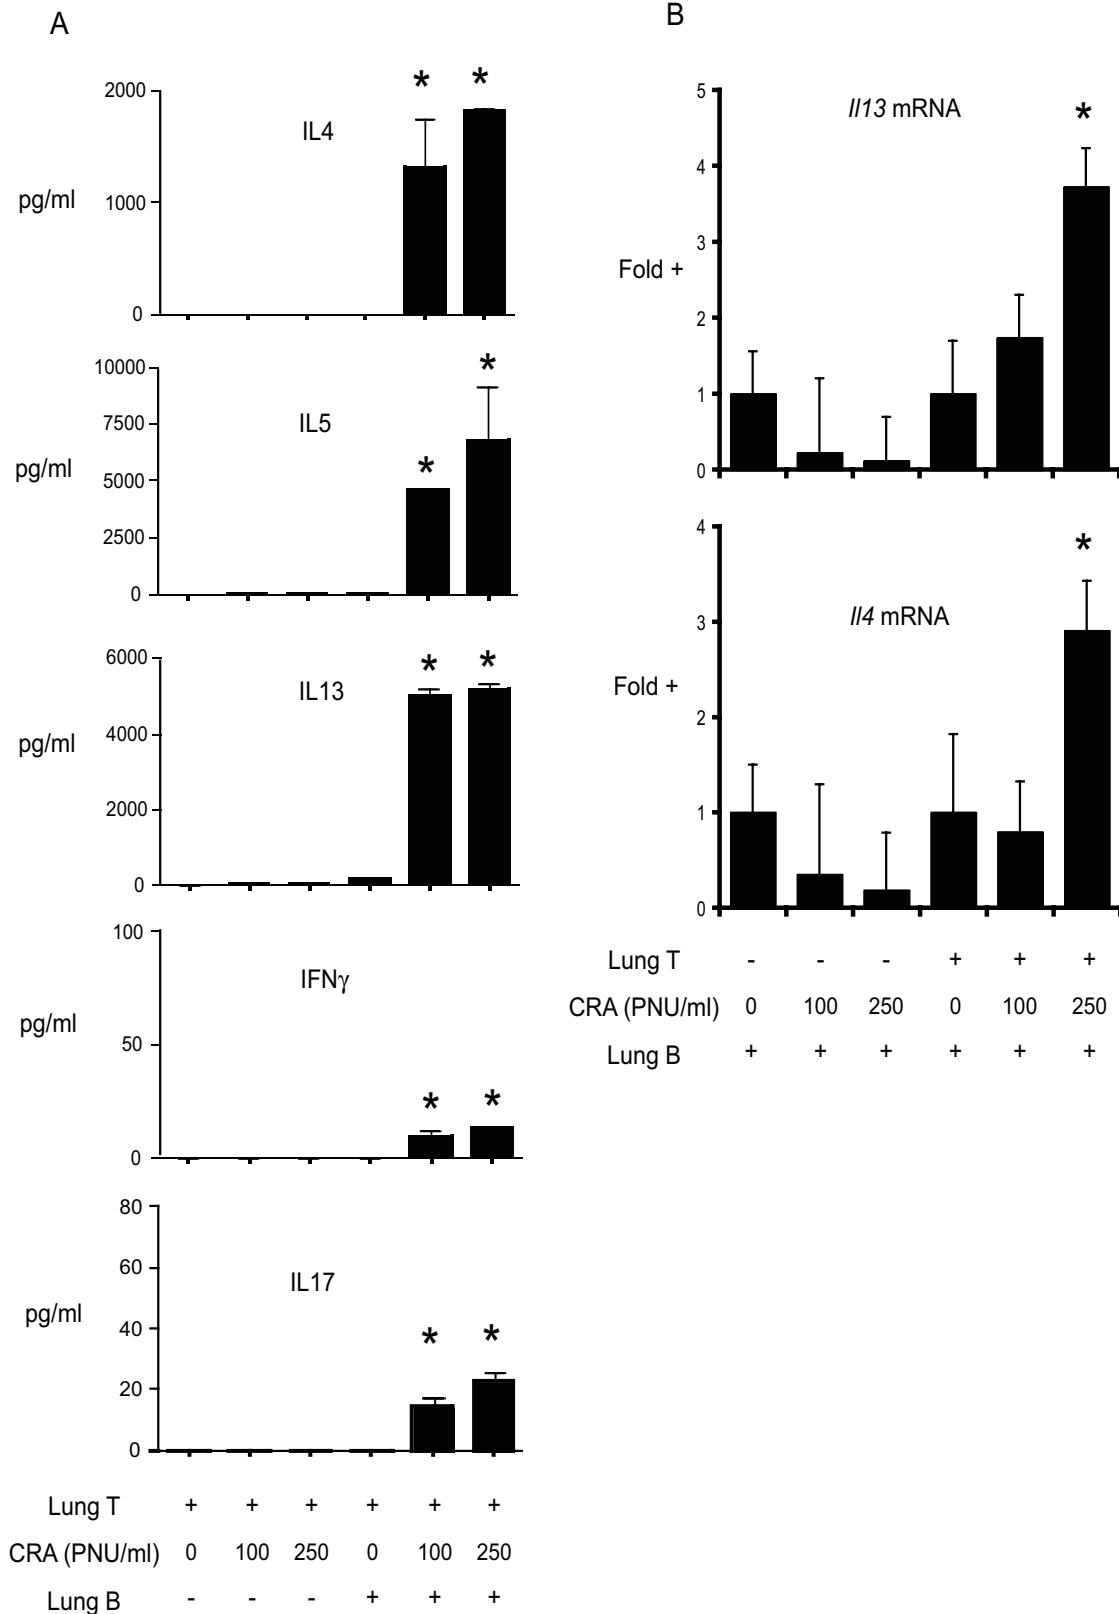 A
2000
1000
0
pg/ml
IL4
* *
10000
7500
5000
2500
0
pg/ml
IL5
* *
6000
4000
2000
0
pg/ml
IL13
* *
100
50
0
pg/ml
IFNγ
* *
80
60
40
20
0
pg/ml
IL17
* *
Lung T + + + + + +
CRA (PNU/ml) 0 100 250 0 100 250
Lung B - - - + + +
B
5
4
3
2
1
0
Fold +
Il13 mRNA
*
4
3
2
1
0
Fold +
Il4 mRNA
*
Lung T - - - + + +
CRA (PNU/ml) 0 100 250 0 100 250
Lung B + + + + + +